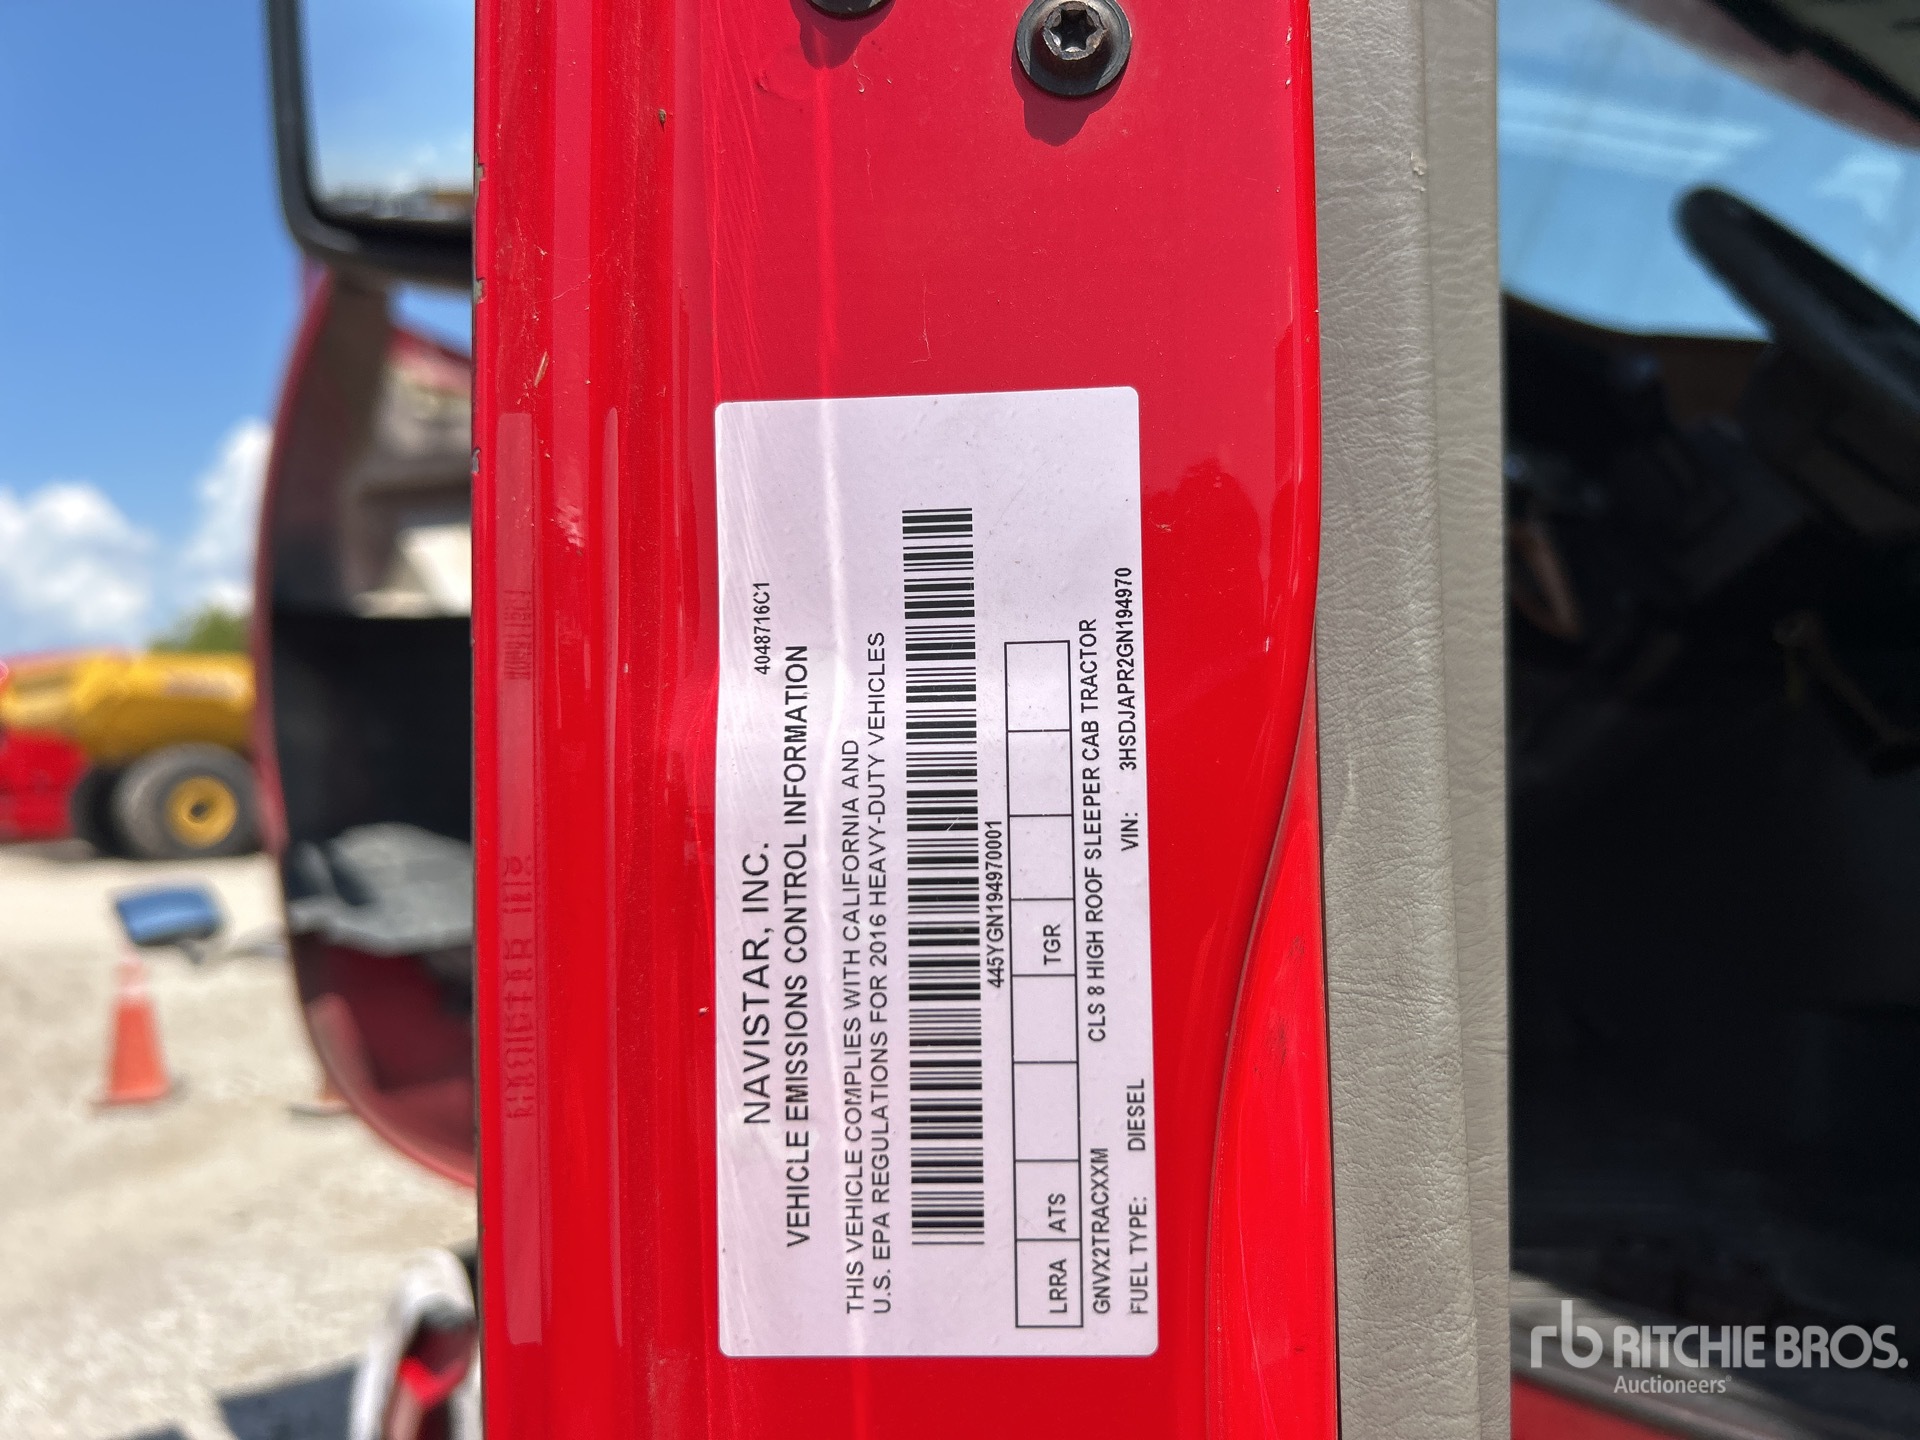 4048716C1
NAVISTAR, INC.
VEHICLE EMISSIONS CONTROL INFORMATION
THIS VEHICLE COMPLIES WITH CALIFORNIA AND
U.S. EPA REGULATIONS FOR 2016 HEAVY-DUTY VEHICLES
445YGN194970001
LRRA ATS TGR
GNVX2TRACXXM CLS 8 HIGH ROOF SLEEPER CAB TRACTOR
FUEL TYPE: DIESEL VIN: 3HSDJAPR2GN194970
rb RITCHIE BROS.
Auctioneers